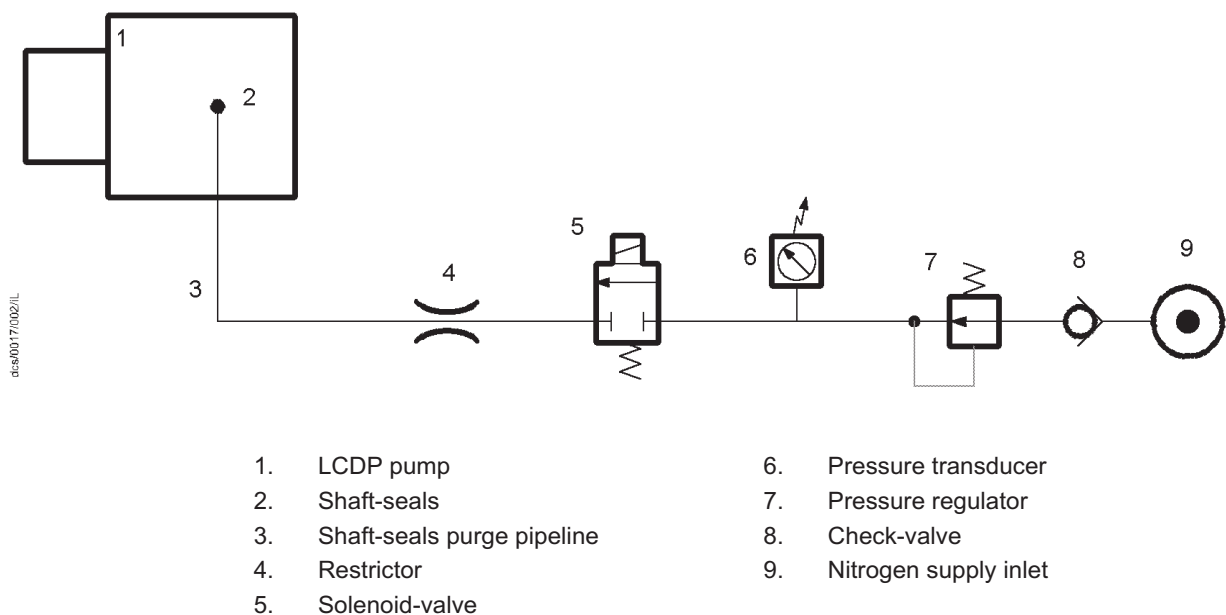 1
2
3
4
5
6
7
8
9
dcs/0017/002/IL
1. LCDP pump
2. Shaft-seals
3. Shaft-seals purge pipeline
4. Restrictor
5. Solenoid-valve
6. Pressure transducer
7. Pressure regulator
8. Check-valve
9. Nitrogen supply inlet